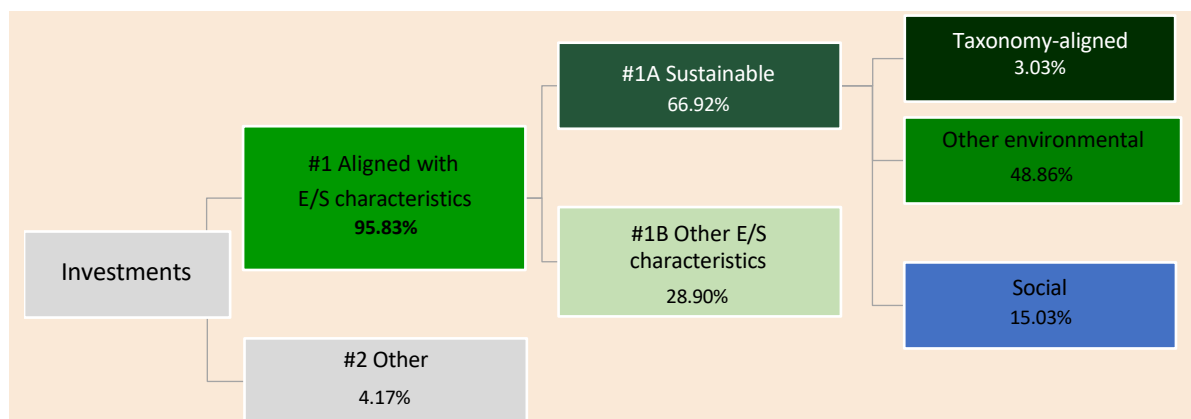 Investments
#1 Aligned with
E/S characteristics
95.83%
#2 Other
4.17%
#1A Sustainable
66.92%
#1B Other E/S
characteristics
28.90%
Taxonomy-aligned
3.03%
Other environmental
48.86%
Social
15.03%